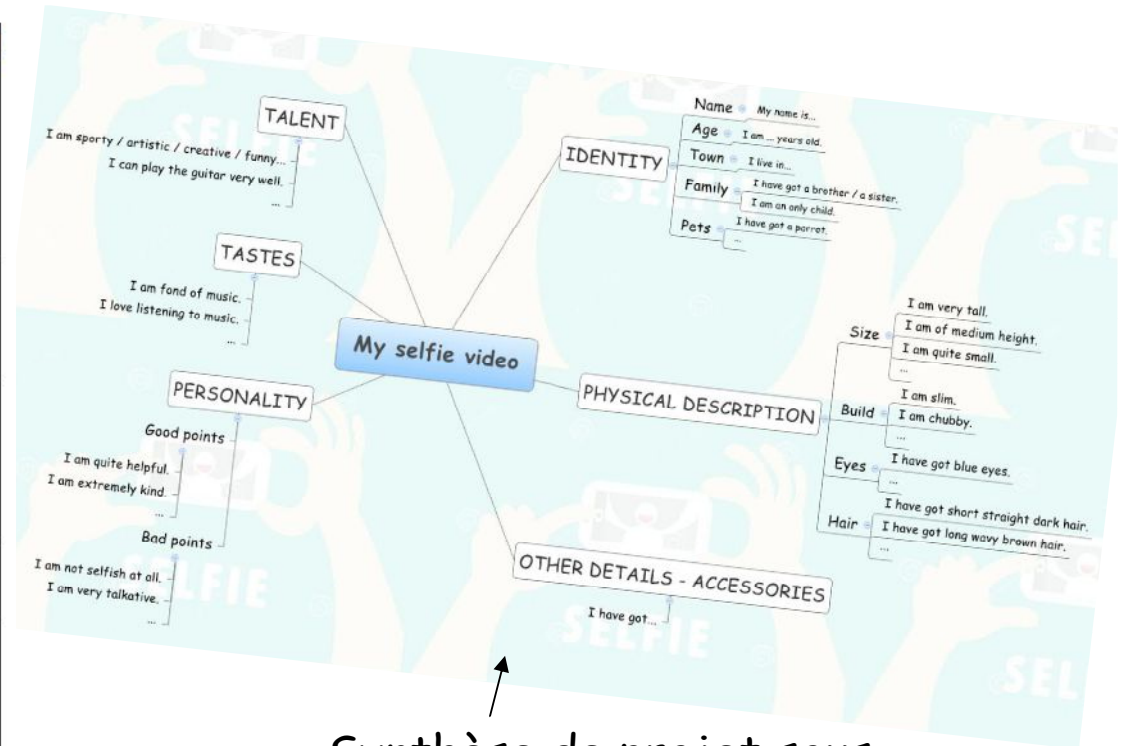 My selfie video
TALENT
I am sporty / artistic / creative / funny...
I can play the guitar very well.
...
TASTES
I am fond of music.
I love listening to music.
...
PERSONALITY
Good points
I am quite helpful.
I am extremely kind.
...
Bad points
I am not selfish at all.
I am very talkative.
...
IDENTITY
Name
My name is...
Age
I am ... years old.
Town
I live in...
Family
I have got a brother / a sister.
I am an only child.
Pets
I have got a parrot.
...
PHYSICAL DESCRIPTION
Size
I am very tall.
I am of medium height.
I am quite small.
...
Build
I am slim.
I am chubby.
...
Eyes
I have got blue eyes.
...
Hair
I have got short straight dark hair.
I have got long wavy brown hair.
...
OTHER DETAILS - ACCESSORIES
I have got...
SELFIE
SELFIE
SELFIE
Synthèse de projet sous